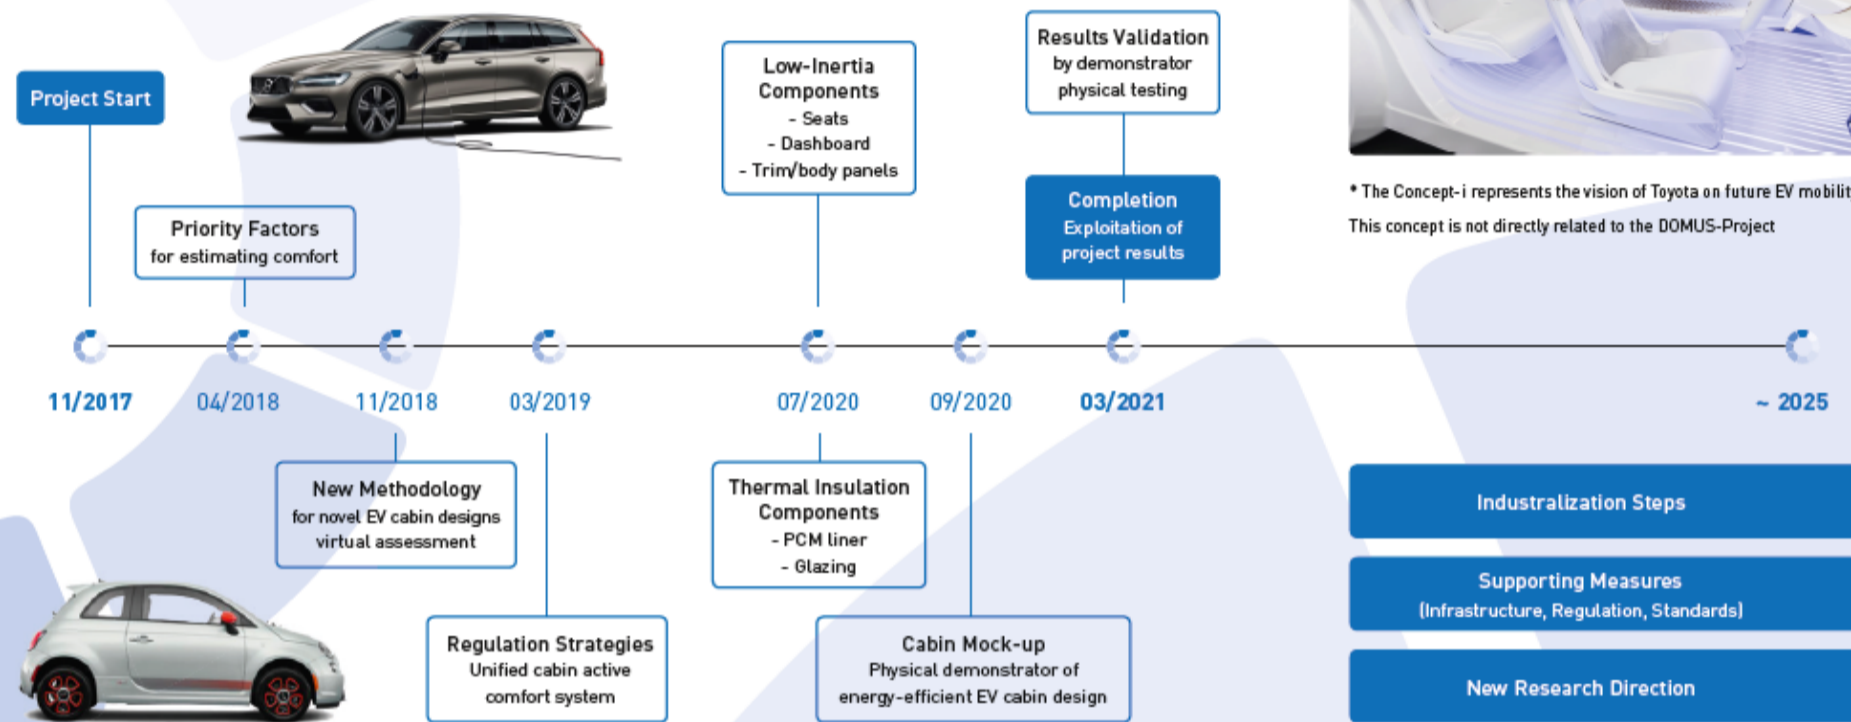 Project Start
Priority Factors
for estimating comfort
Low-Inertia
Components
- Seats
- Dashboard
- Trim/body panels
Results Validation
by demonstrator
physical testing
Completion
Exploitation of
project results
* The Concept-i represents the vision of Toyota on future EV mobilit
This concept is not directly related to the DOMUS-Project
11/2017
04/2018
11/2018
03/2019
07/2020
09/2020
03/2021
~ 2025
New Methodology
for novel EV cabin designs
virtual assessment
Regulation Strategies
Unified cabin active
comfort system
Thermal Insulation
Components
- PCM liner
- Glazing
Cabin Mock-up
Physical demonstrator of
energy-efficient EV cabin design
Industralization Steps
Supporting Measures
(Infrastructure, Regulation, Standards)
New Research Direction